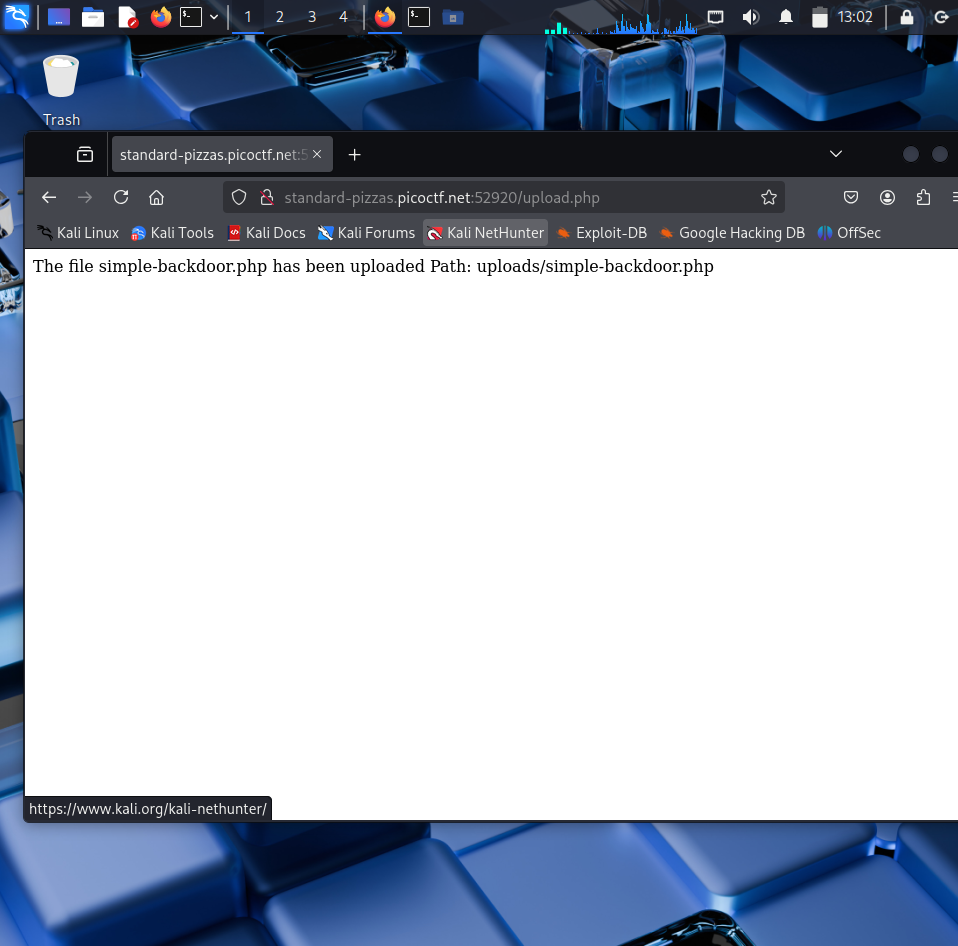 1 2 3 4 13:02
Trash
standard-pizzas.picoctf.net:5
standard-pizzas.picoctf.net:52920/upload.php
Kali Linux Kali Tools Kali Docs Kali Forums Kali NetHunter Exploit-DB Google Hacking DB OffSec
The file simple-backdoor.php has been uploaded Path: uploads/simple-backdoor.php
https://www.kali.org/kali-nethunter/